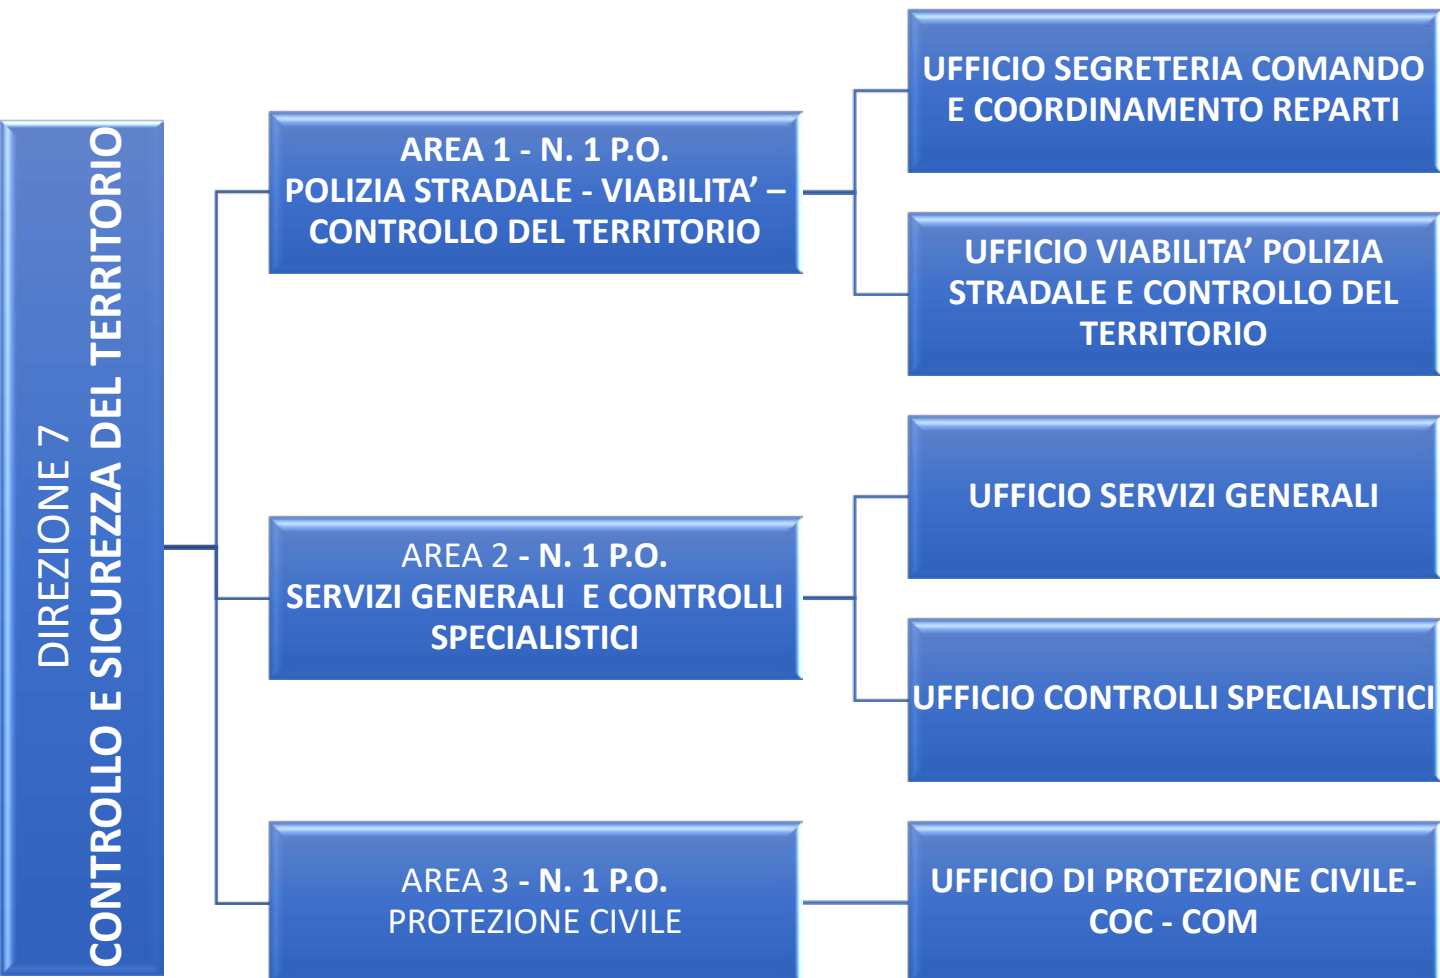 DIREZIONE 7
CONTROLLO E SICUREZZA DEL TERRITORIO
AREA 1 - N. 1 P.O.
POLIZIA STRADALE - VIABILITA’ –
CONTROLLO DEL TERRITORIO
UFFICIO SEGRETERIA COMANDO
E COORDINAMENTO REPARTI
UFFICIO VIABILITA’ POLIZIA
STRADALE E CONTROLLO DEL
TERRITORIO
AREA 2 - N. 1 P.O.
SERVIZI GENERALI  E CONTROLLI
SPECIALISTICI
UFFICIO SERVIZI GENERALI
UFFICIO CONTROLLI SPECIALISTICI
AREA 3 - N. 1 P.O.
PROTEZIONE CIVILE
UFFICIO DI PROTEZIONE CIVILE-
COC - COM